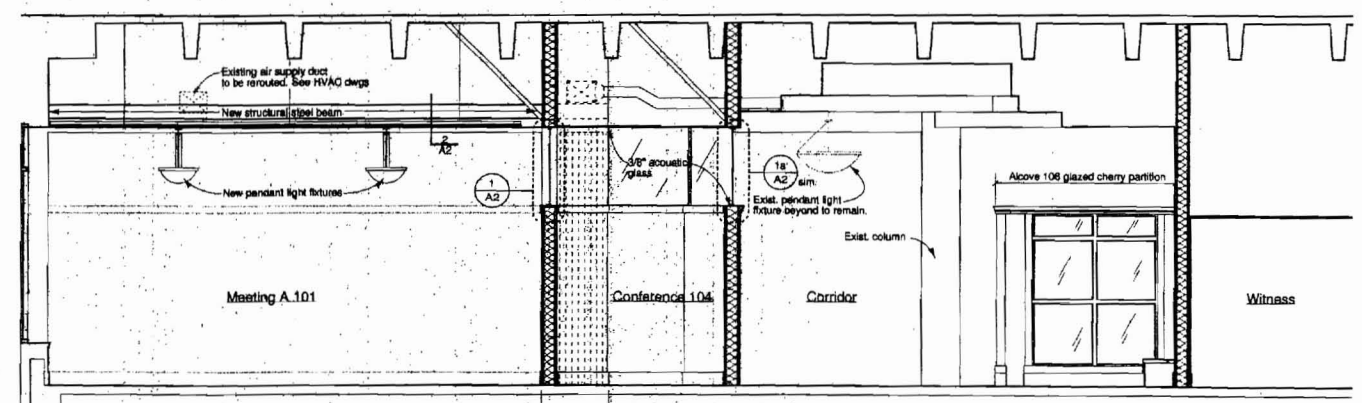 Existing air supply duct
to be rerouted. See HVAC dwgs
New structural steel beam
2
A2
New pendant light fixtures
1
A2
3/8" acoustic
glass
1a
A2
sim.
Exist. pendant light
fixture beyond to remain.
Exist. column
Alcove 106 glazed cherry partition
Meeting A 101
Conference 104
Corridor
Witness